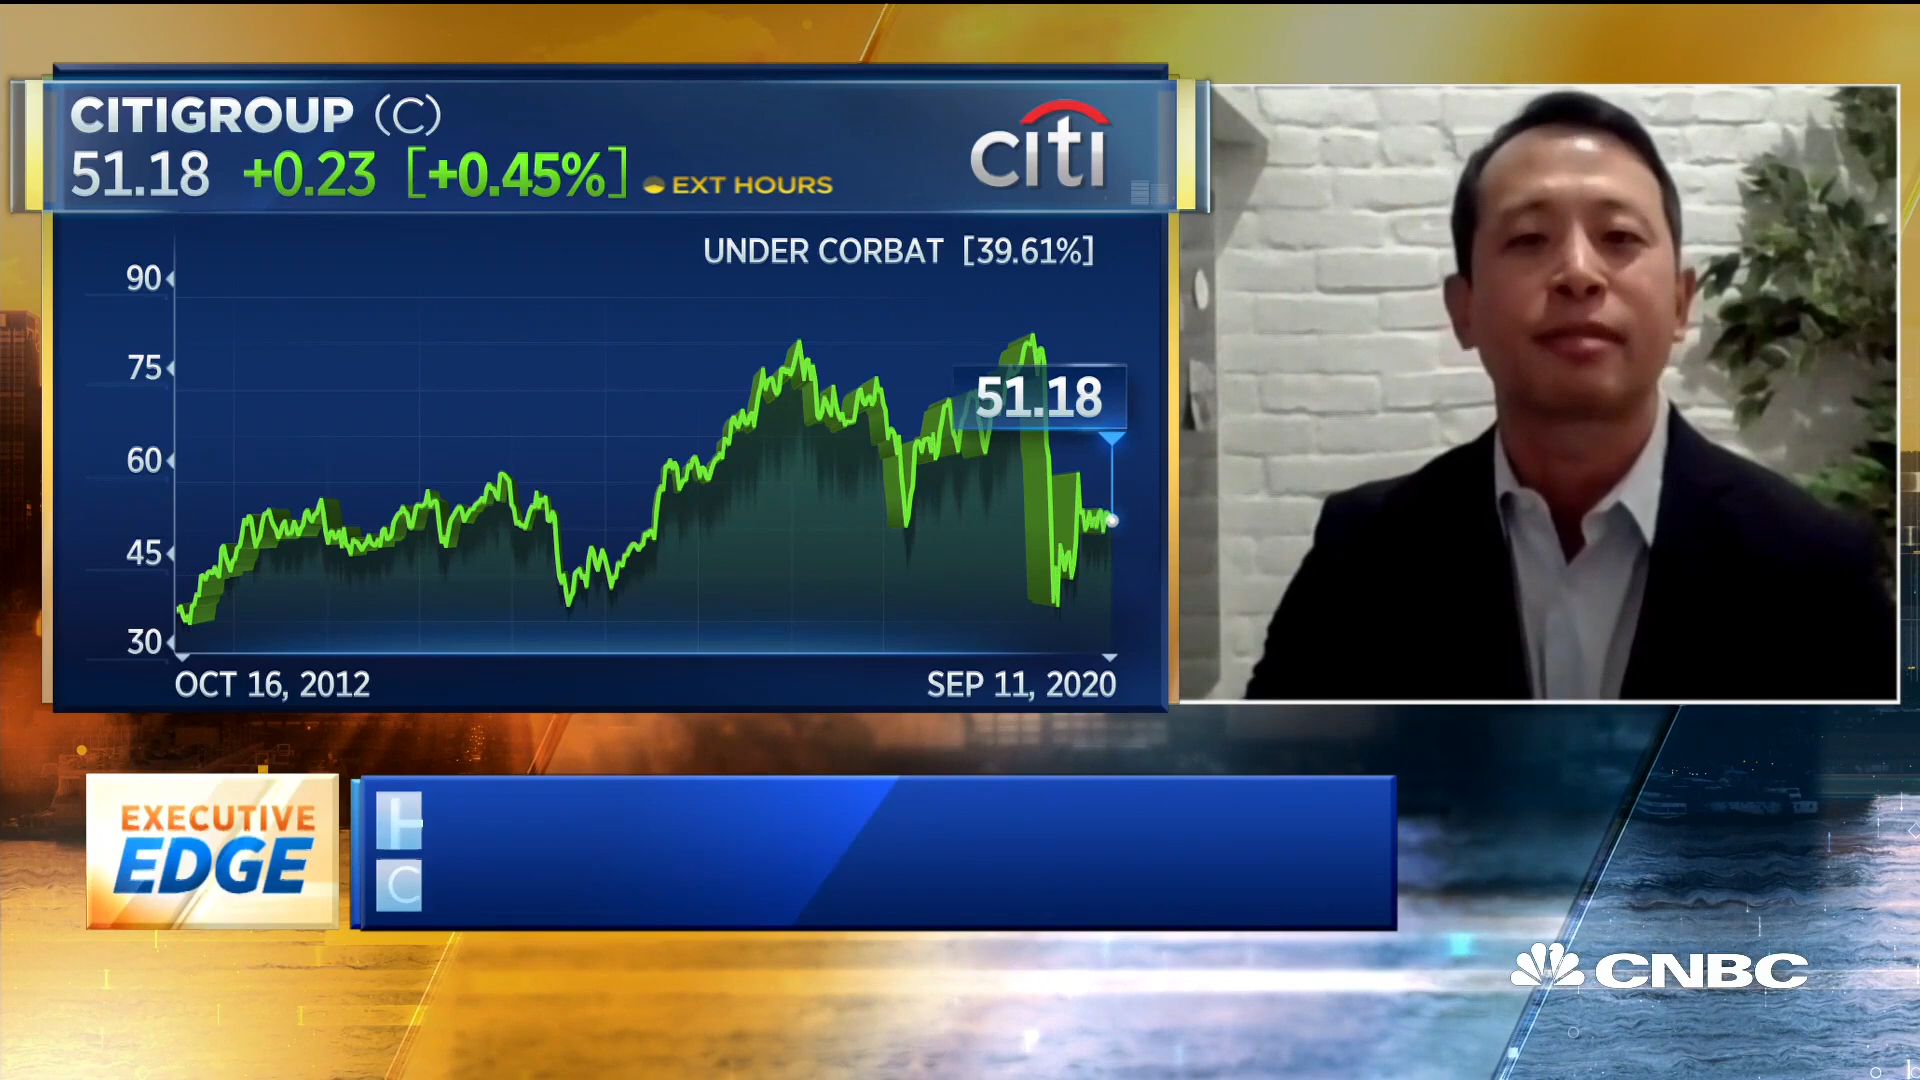 CITIGROUP (C)
51.18 +0.23 [+0.45%] EXT HOURS
citi
UNDER CORBAT [39.61%]
90
75
60
45
30
51.18
OCT 16, 2012
SEP 11, 2020
EXECUTIVE
EDGE
H
C
CNBC